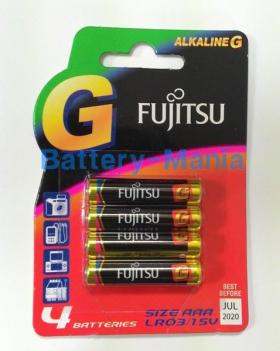 ALKALINE G
G
FUJITSU
Battery-Mania
FUJITSU G
FUJITSU G
FUJITSU
FUJITSU G
4 BATTERIES
SIZE AAA
LR03/1.5V
BEST
BEFORE
JUL
2020